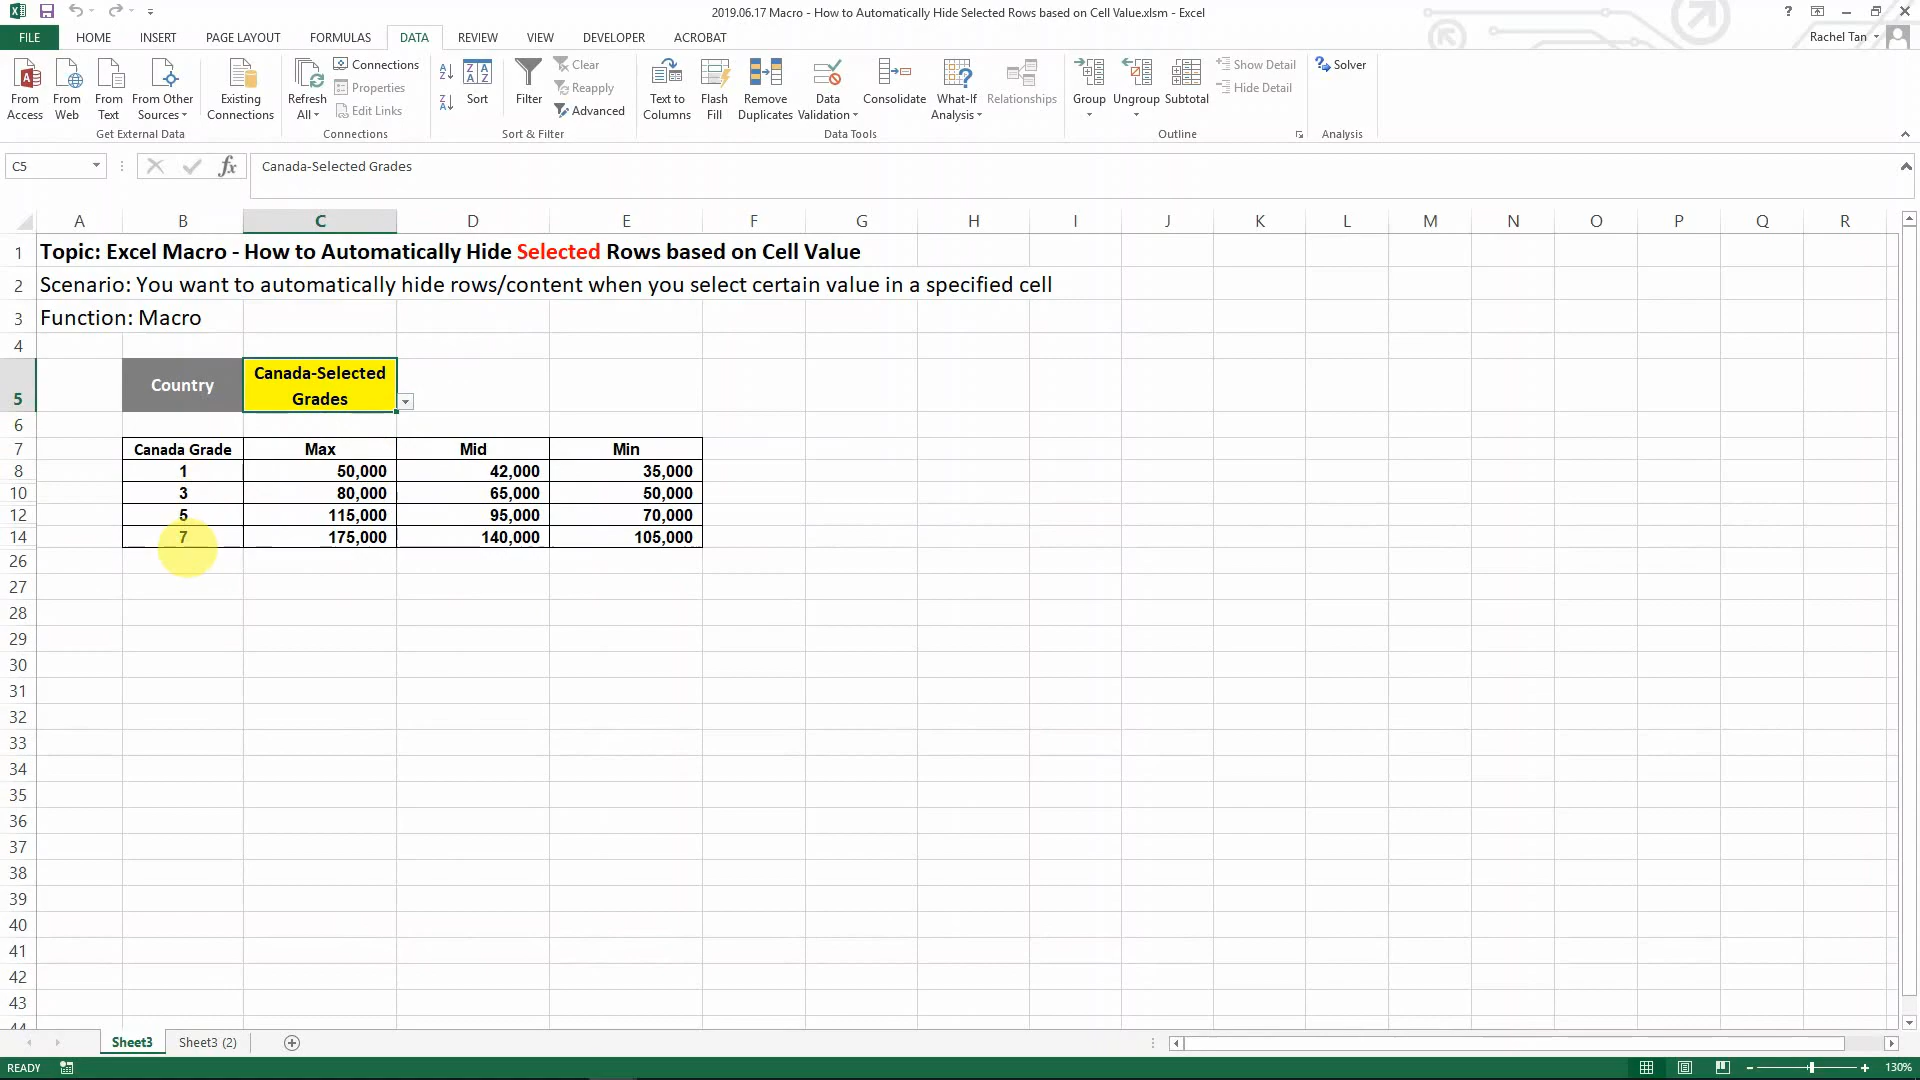 2019.06.17 Macro - How to Automatically Hide Selected Rows based on Cell Value.xlsm - Excel
?
FILE HOME INSERT PAGE LAYOUT FORMULAS DATA REVIEW VIEW DEVELOPER ACROBAT Rachel Tan
From Access
From Web
From Text
From Other Sources
Existing Connections
Get External Data
Refresh All
Connections
Properties
Edit Links
Connections
Sort
Filter
Clear
Reapply
Advanced
Sort & Filter
Text to Columns
Flash Fill
Remove Duplicates
Data Validation
Consolidate
What-If Analysis
Relationships
Data Tools
Group
Ungroup
Subtotal
Show Detail
Hide Detail
Outline
Solver
Analysis
C5 fx Canada-Selected Grades
A B C D E F G H I J K L M N O P Q R
1 Topic: Excel Macro - How to Automatically Hide Selected Rows based on Cell Value
2 Scenario: You want to automatically hide rows/content when you select certain value in a specified cell
3 Function: Macro
4
5 Country Canada-Selected
Grades
6
7 Canada Grade Max Mid Min
8 1 50,000 42,000 35,000
10 3 80,000 65,000 50,000
12 5 115,000 95,000 70,000
14 7 175,000 140,000 105,000
26
27
28
29
30
31
32
33
34
35
36
37
38
39
40
41
42
43
44
Sheet3 Sheet3 (2)
READY 130%